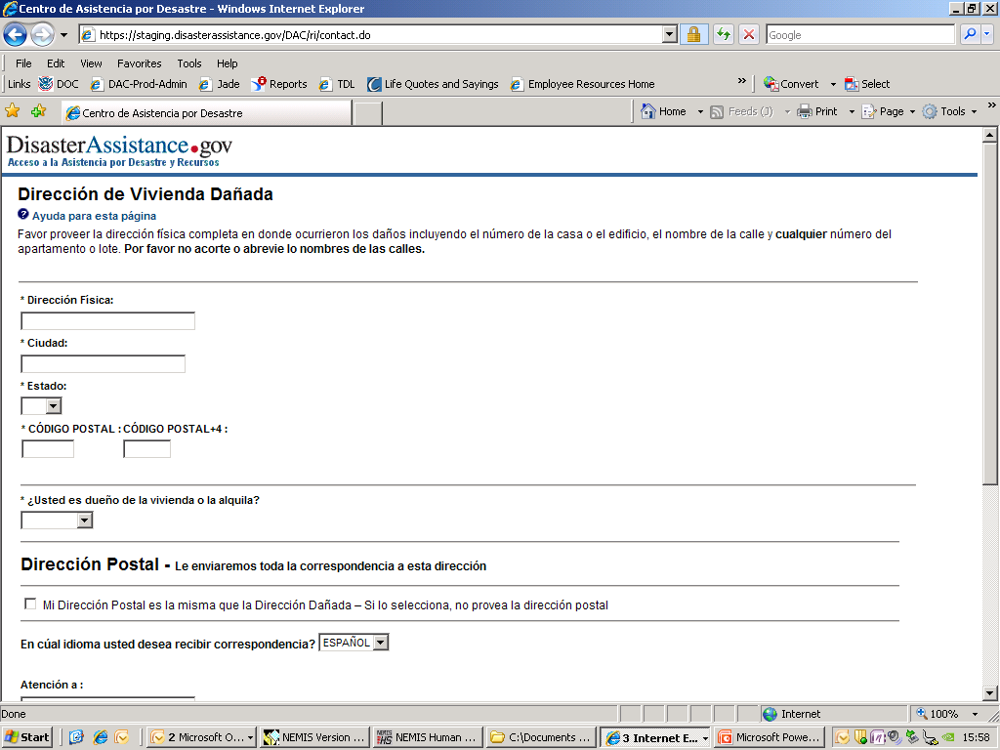 Centro de Asistencia por Desastre - Windows Internet Explorer
https://staging.disasterassistance.gov/DAC/ri/contact.do
Google
File Edit View Favorites Tools Help
Links DOC DAC-Prod-Admin Jade Reports TDL Life Quotes and Sayings Employee Resources Home » Convert Select
Centro de Asistencia por Desastre Home Feeds (J) Print Page Tools »
DisasterAssistance.gov
Acceso a la Asistencia por Desastre y Recursos
Dirección de Vivienda Dañada
? Ayuda para esta página
Favor proveer la dirección física completa en donde ocurrieron los daños incluyendo el número de la casa o el edificio, el nombre de la calle y cualquier número del
apartamento o lote. Por favor no acorte o abrevie lo nombres de las calles.
* Dirección Física:
* Ciudad:
* Estado:
* CÓDIGO POSTAL : CÓDIGO POSTAL+4 :
* ¿Usted es dueño de la vivienda o la alquila?
Dirección Postal - Le enviaremos toda la correspondencia a esta dirección
Mi Dirección Postal es la misma que la Dirección Dañada – Si lo selecciona, no provea la dirección postal
En cúal idioma usted desea recibir correspondencia? ESPAÑOL
Atención a :
Done Internet 100%
Start 2 Microsoft O... NEMIS Version ... NEMIS Human ... C:\Documents ... 3 Internet E... Microsoft Powe... 15:58